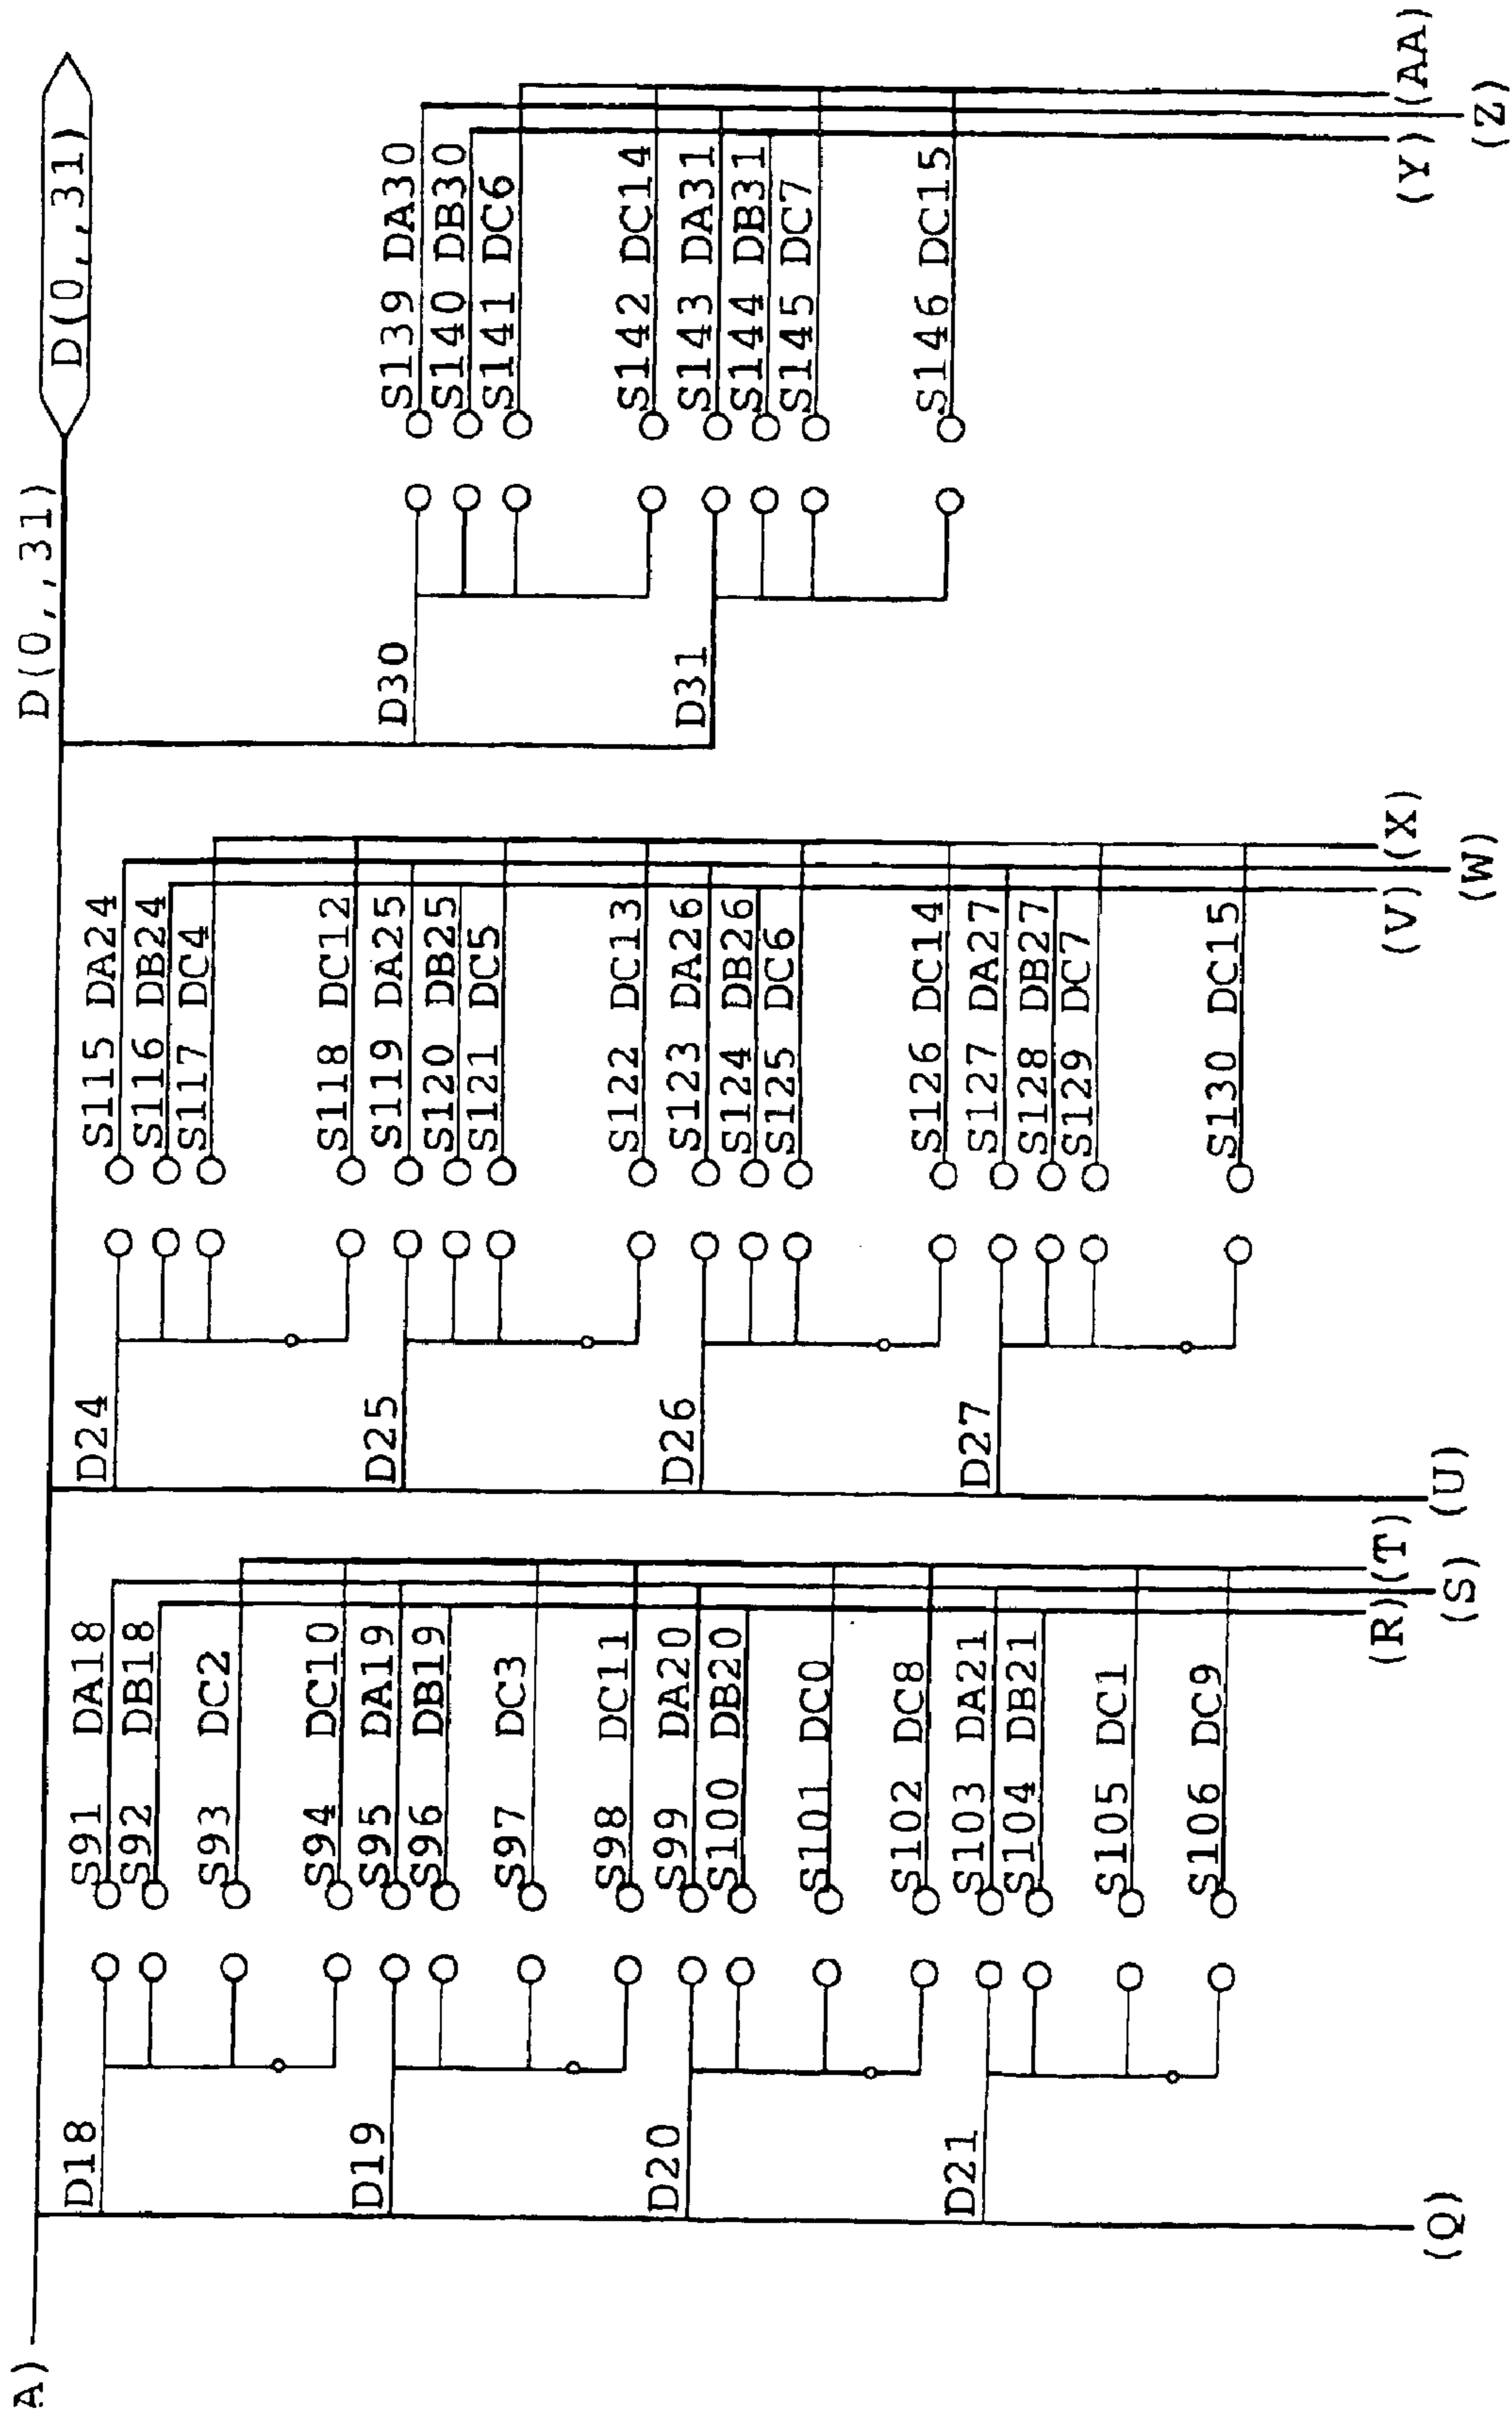 A)
D(0,,31)
D(0,,31)
D18
S91 DA18
S92 DB18
S93 DC2
S94 DC10
D19
S95 DA19
S96 DB19
S97 DC3
S98 DC11
D20
S99 DA20
S100 DB20
S101 DC0
S102 DC8
D21
S103 DA21
S104 DB21
S105 DC1
S106 DC9
(Q)
(R)
(T)
(S)
D24
S115 DA24
S116 DB24
S117 DC4
S118 DC12
D25
S119 DA25
S120 DB25
S121 DC5
S122 DC13
D26
S123 DA26
S124 DB26
S125 DC6
S126 DC14
D27
S127 DA27
S128 DB27
S129 DC7
S130 DC15
(U)
(V)
(X)
(W)
D30
S139 DA30
S140 DB30
S141 DC6
S142 DC14
D31
S143 DA31
S144 DB31
S145 DC7
S146 DC15
(Y)
(AA)
(Z)